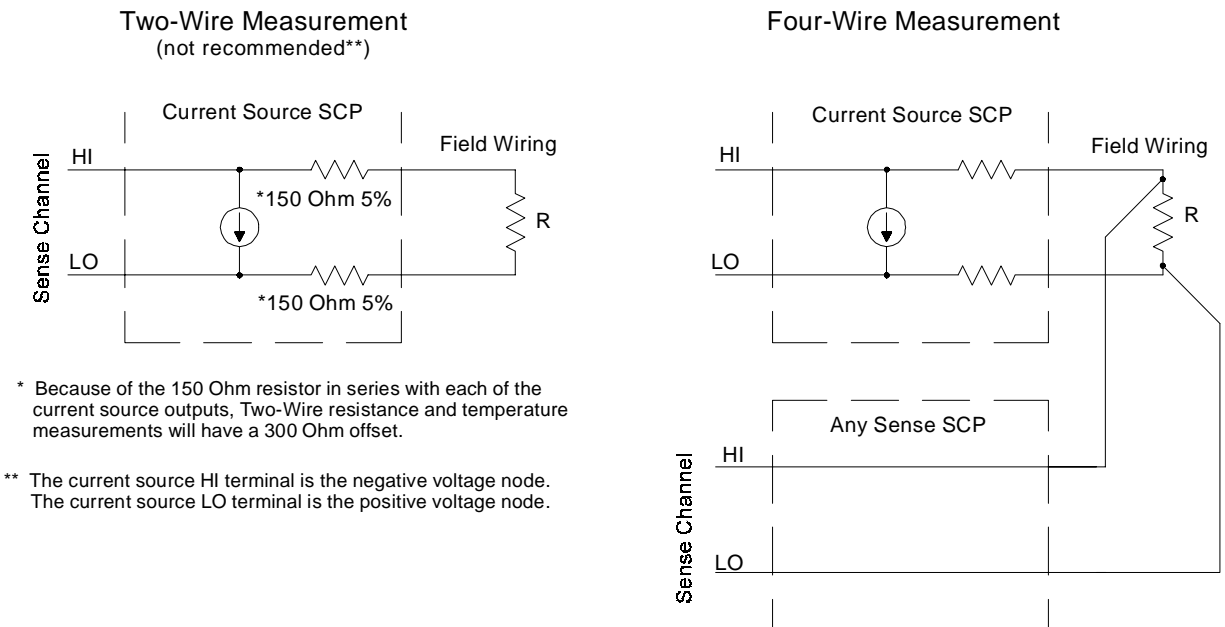 Two-Wire Measurement
(not recommended**)
Current Source SCP
Field Wiring
Sense Channel
HI
*150 Ohm 5%
R
LO
*150 Ohm 5%
* Because of the 150 Ohm resistor in series with each of the
current source outputs, Two-Wire resistance and temperature
measurements will have a 300 Ohm offset.
** The current source HI terminal is the negative voltage node.
The current source LO terminal is the positive voltage node.
Four-Wire Measurement
Current Source SCP
Field Wiring
HI
R
LO
Any Sense SCP
Sense Channel
HI
LO